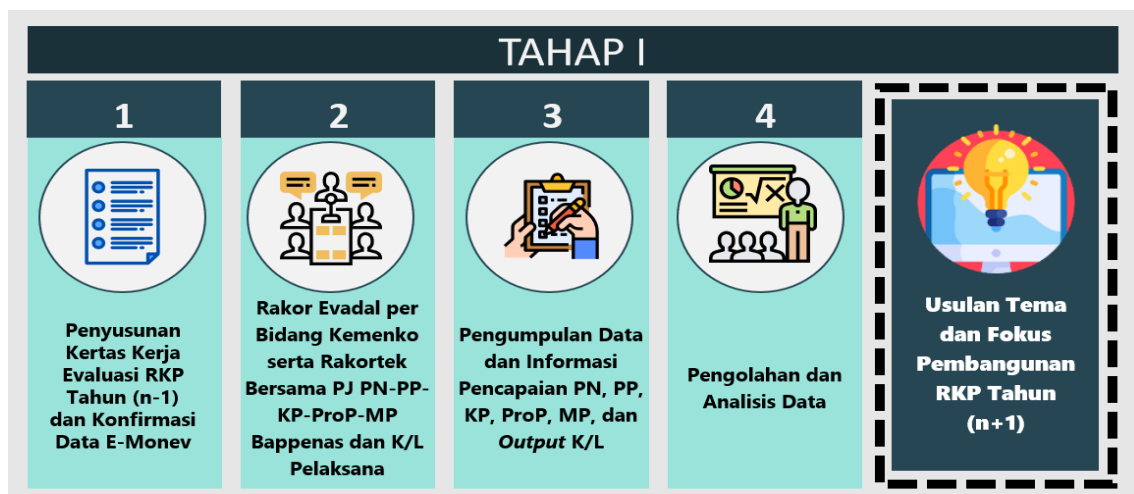 TAHAP I
1
Penyusunan
Kertas Kerja
Evaluasi RKP
Tahun (n-1)
dan Konfirmasi
Data E-Monev
2
Rakor Evadal per
Bidang Kemenko
serta Rakortek
Bersama PJ PN-PP-
KP-ProP-MP
Bappenas dan K/L
Pelaksana
3
Pengumpulan Data
dan Informasi
Pencapaian PN, PP,
KP, ProP, MP, dan
Output K/L
4
Pengolahan dan
Analisis Data
Usulan Tema
dan Fokus
Pembangunan
RKP Tahun
(n+1)